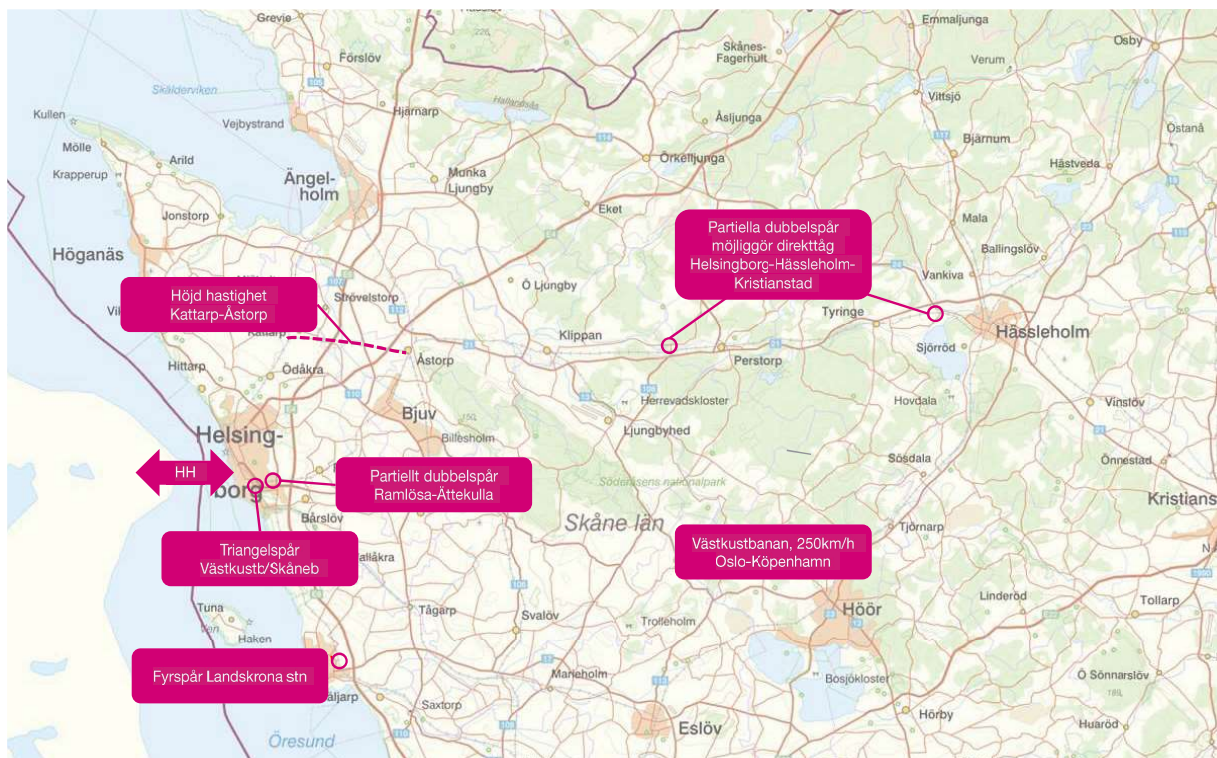 Grevie
Förslöv
Skånes-
Fagerhult
Emmaljunga
Osby
Verum
Skälderviken
Vittsjö
Kullen
Vejbystrand
Hjärnarp
Hallandsås
Åsljunga
Östanå
Mölle
Arild
Bjärnum
Krapperup
Ängel-
holm
Munka
Ljungby
Örkelljunga
Hästveda
Jonstorp
Eket
Mala
Höganäs
Partiella dubbelspår
möjliggör direkttåg
Helsingborg-Hässleholm-
Kristianstad
Ballingslöv
Vankiva
Höjd hastighet
Kattarp-Åstorp
Strövelstorp
Ö Ljungby
Tyringe
Hässleholm
Kattarp
Klippan
Åstorp
Perstorp
Sjörröd
Hittarp
Ödåkra
Herrevadskloster
Hovdala
Vinslöv
Bjuv
Billesholm
Ljungbyhed
Helsing-
borg
HH
Partiellt dubbelspår
Ramlösa-Ättekulla
Söderåsens nationalpark
Sösdala
Önnestad
Kristians
Bårslöv
Skåne län
Tjörnarp
Triangelspår
Västkustb/Skåneb
Västkustbanan, 250km/h
Oslo-Köpenhamn
Tuna
Ven
Haken
Tågarp
Svalöv
Trolleholm
Höör
Linderöd
Tollarp
Fyrspår Landskrona stn
Marieholm
Bosjökloster
Ö Sönnarslöv
Saxtorp
Eslöv
Hörby
Huaröd
Öresund